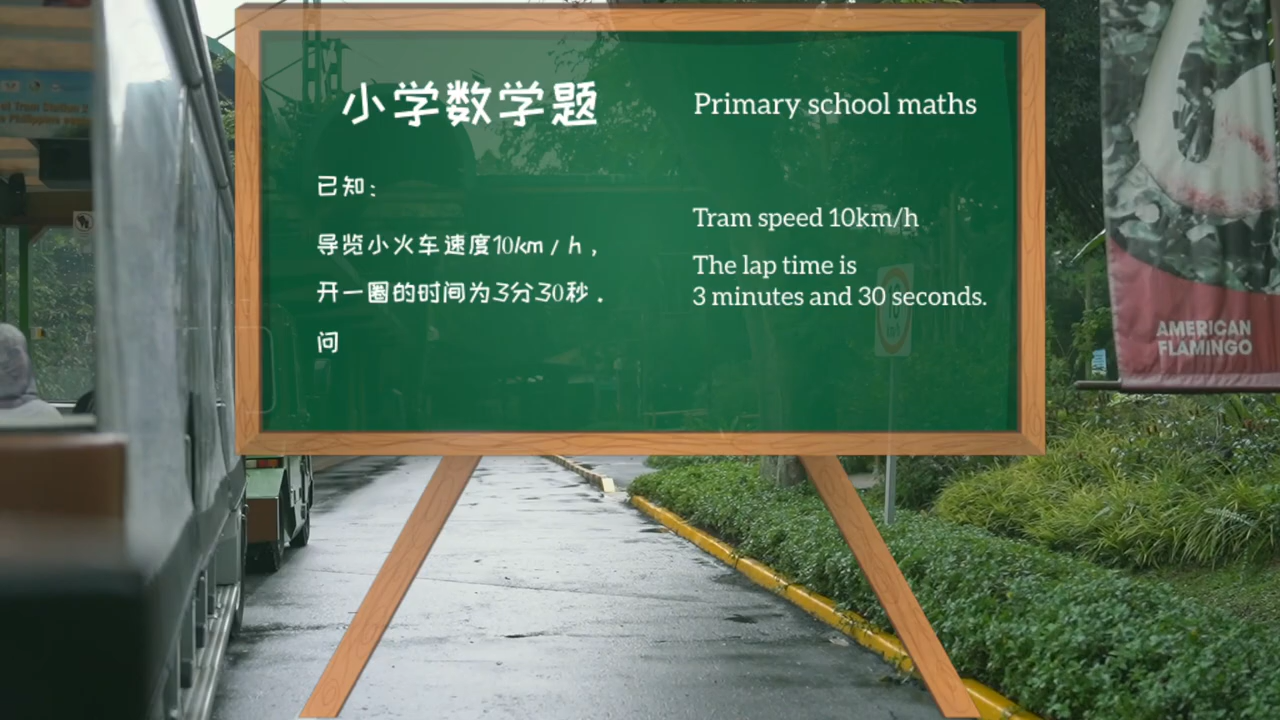 小学数学题
已知：
导览小火车速度10km / h ，
开一圈的时间为3分30秒 .
问
Primary school maths
Tram speed 10km/h
The lap time is
3 minutes and 30 seconds.
AMERICAN
FLAMINGO